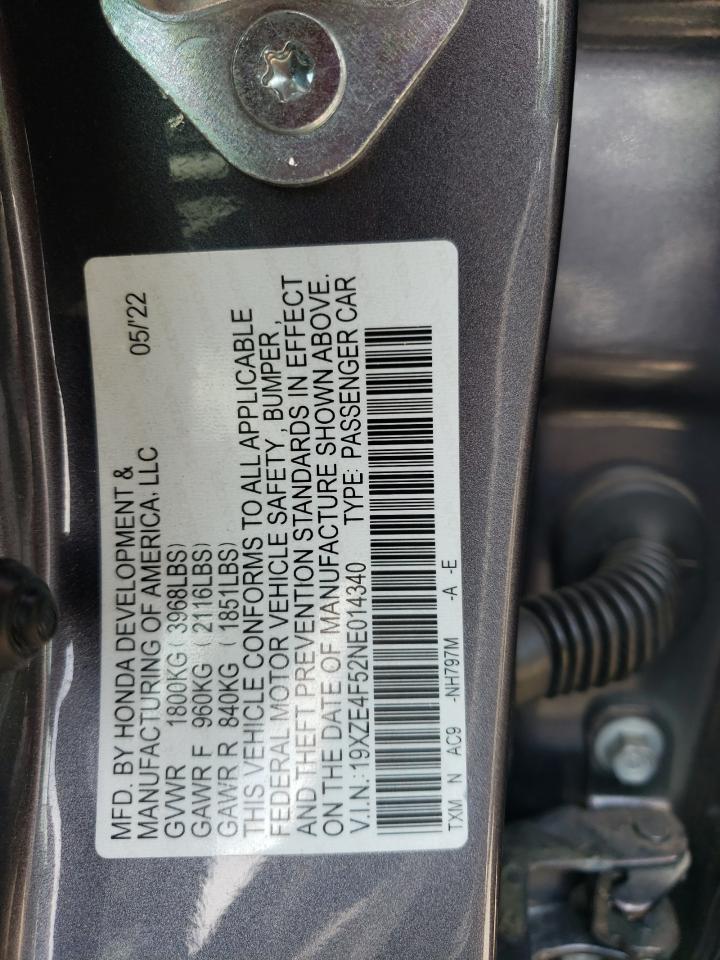 MFD. BY HONDA DEVELOPMENT &
MANUFACTURING OF AMERICA, LLC 05/'22
GVWR 1800KG (3968LBS)
GAWR F 960KG (2116LBS)
GAWR R 840KG (1851LBS)
THIS VEHICLE CONFORMS TO ALL APPLICABLE
FEDERAL MOTOR VEHICLE SAFETY, BUMPER,
AND THEFT PREVENTION STANDARDS IN EFFECT
ON THE DATE OF MANUFACTURE SHOWN ABOVE.
V.I.N.:19XZE4F52NE014340 TYPE: PASSENGER CAR
TXM N AC9 -NH797M -A -E